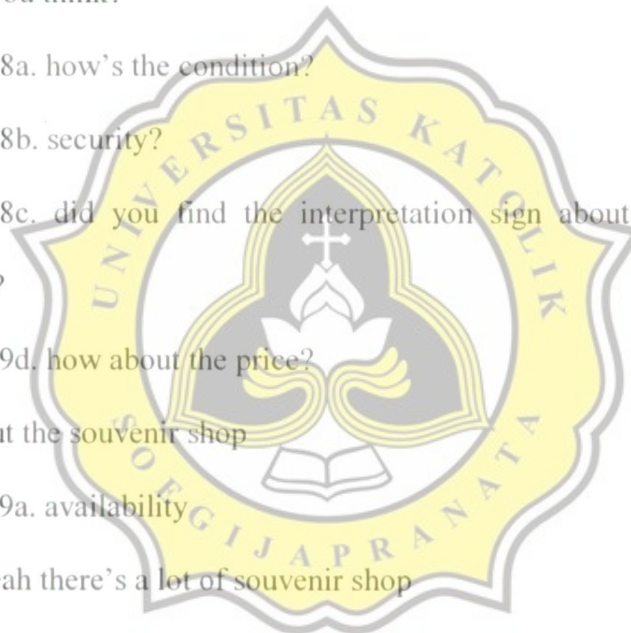 8a. how's the condition?
8b. security?
8c. did you find the interpretation sign about
?
9d. how about the price?
the souvenir shop
9a. availability
there's a lot of souvenir shop
UNIVERSITAS KATOLIK
SOEGIJAPRANATA